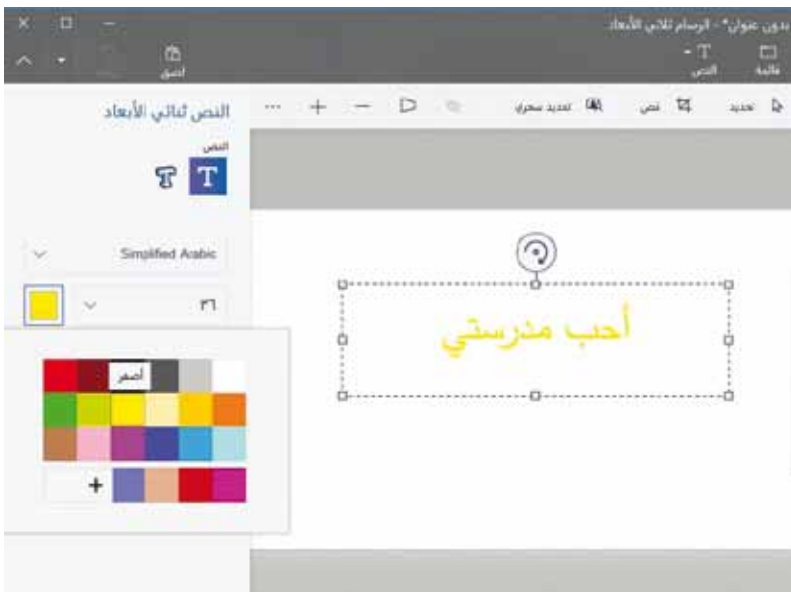 بدون عنوان* - الرسام ثلاثي الأبعاد
قائمة
النص
لصق
تحديد
قص
تحديد سحري
النص ثنائي الأبعاد
النص
Simplified Arabic
٣٦
أصفر
أحب مدرستي